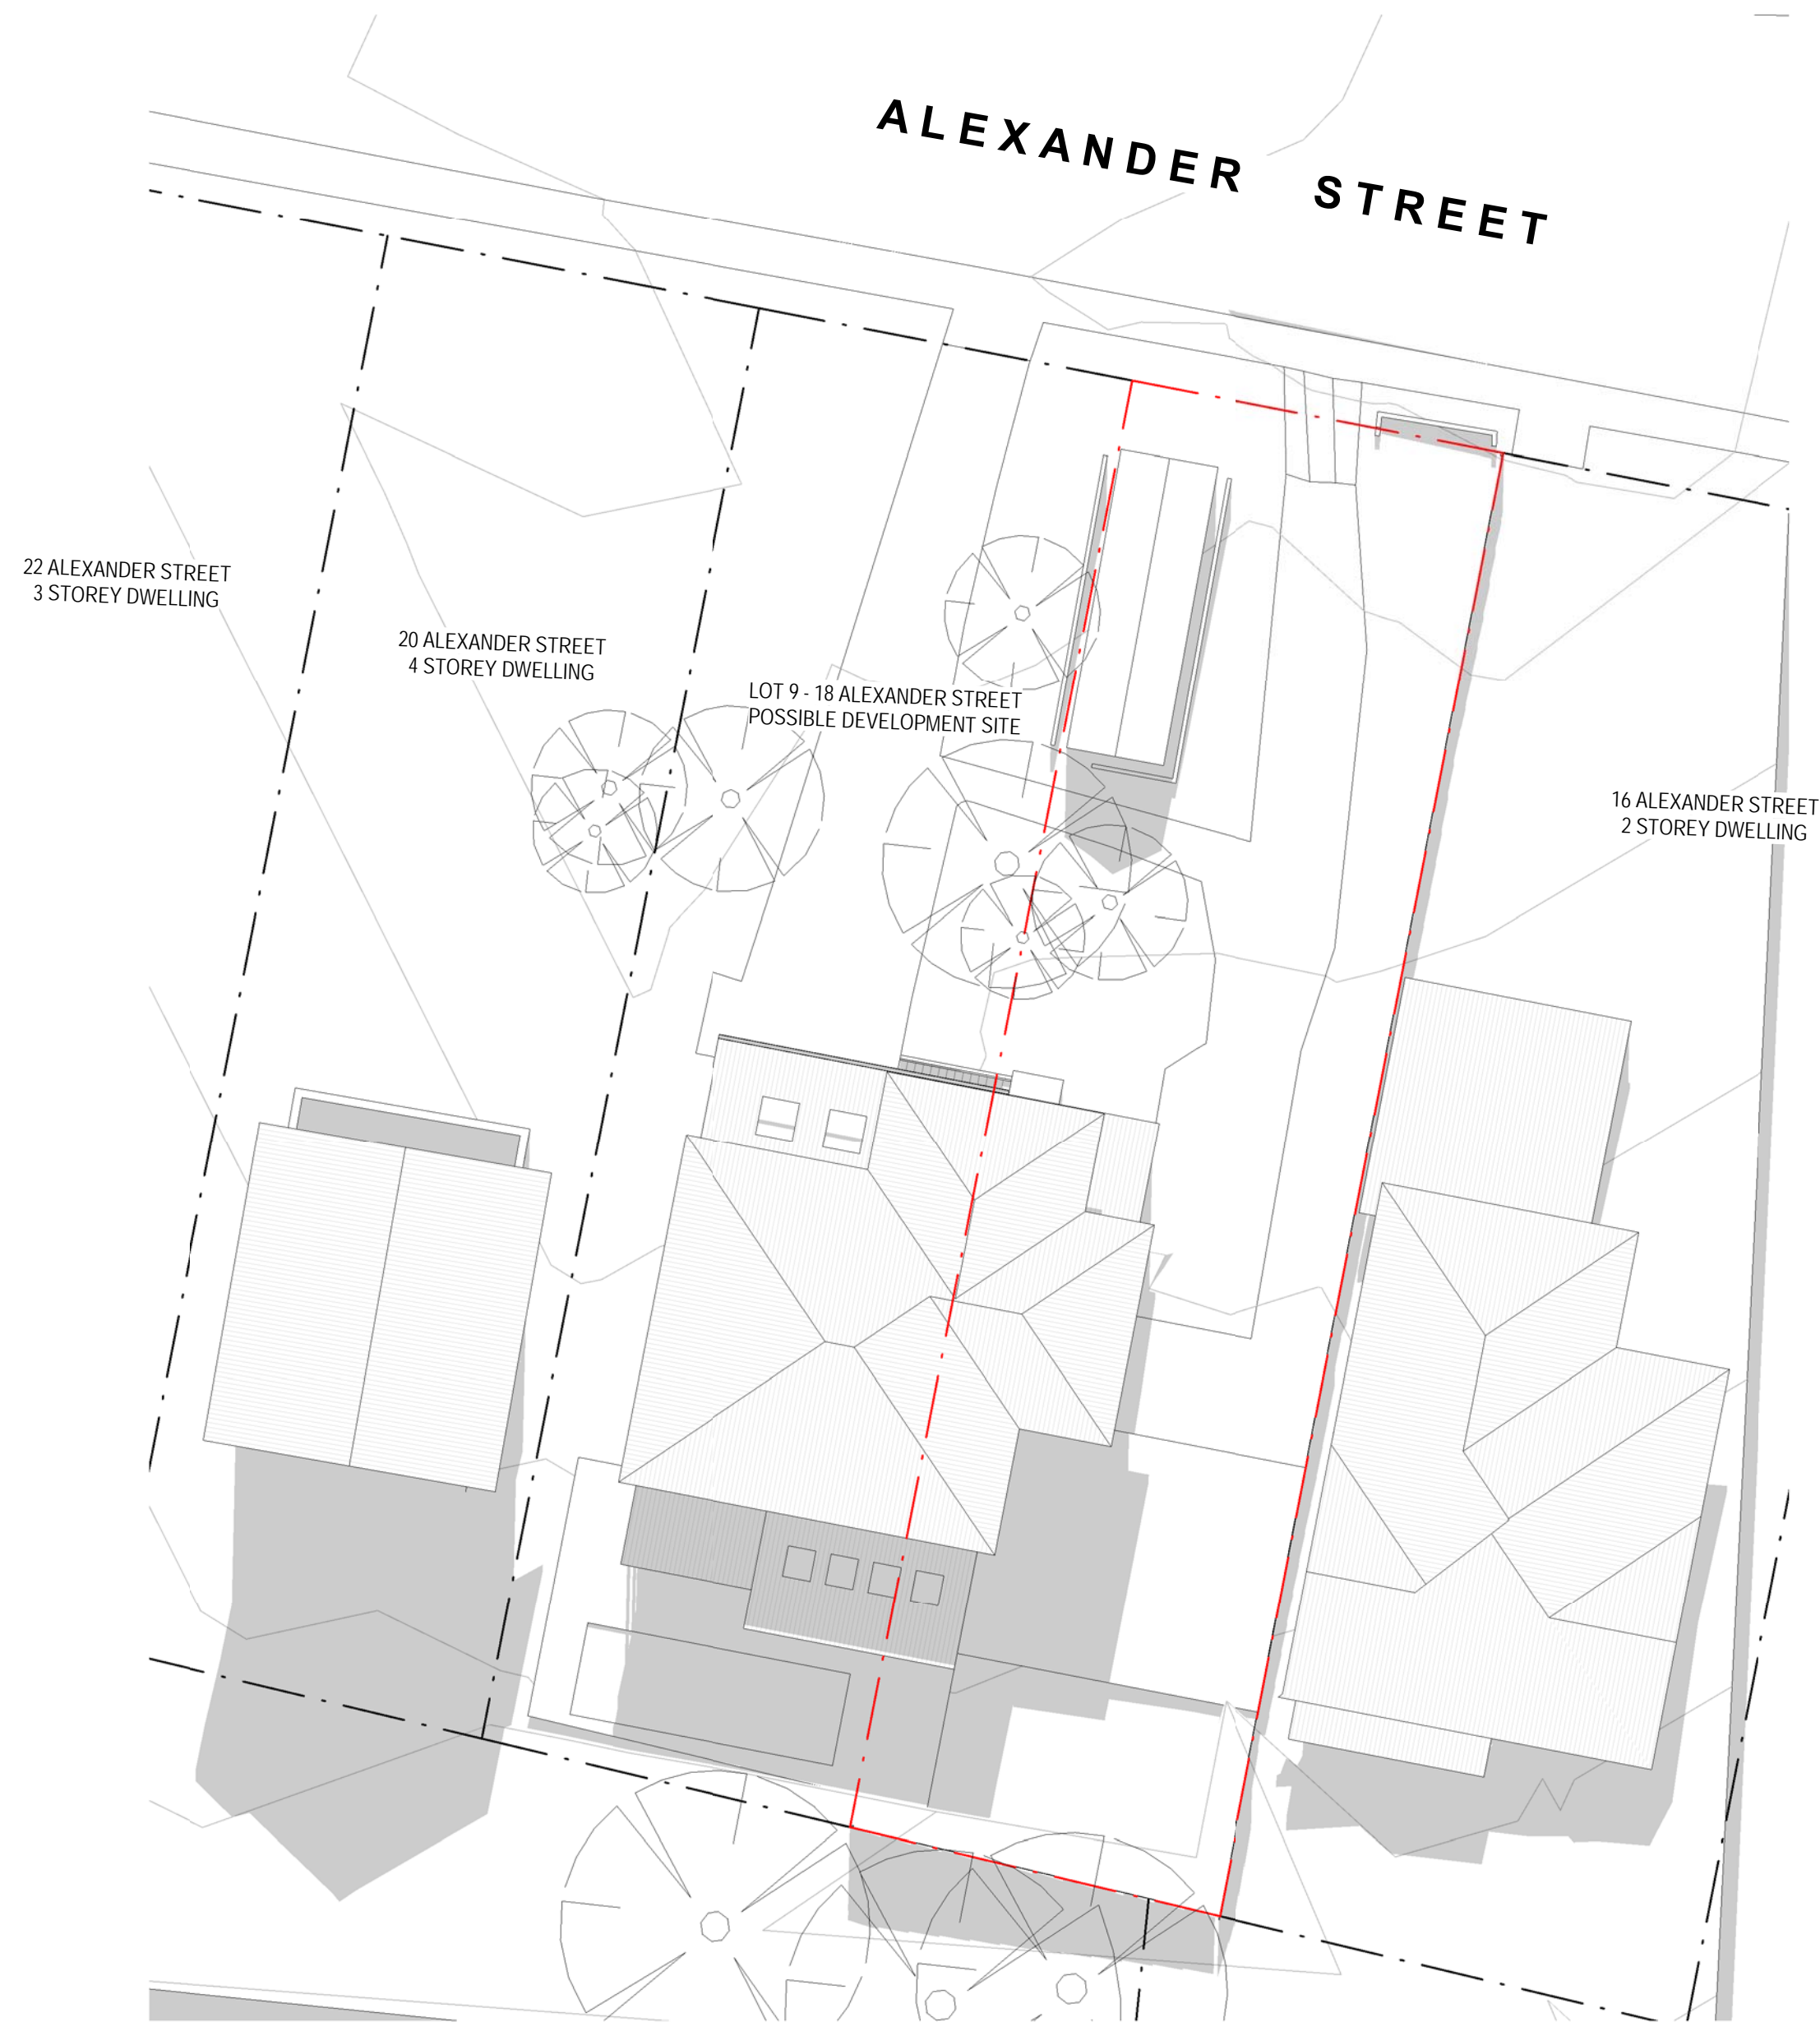 ALEXANDER STREET
22 ALEXANDER STREET
3 STOREY DWELLING
20 ALEXANDER STREET
4 STOREY DWELLING
LOT 9 - 18 ALEXANDER STREET
POSSIBLE DEVELOPMENT SITE
16 ALEXANDER STREET
2 STOREY DWELLING